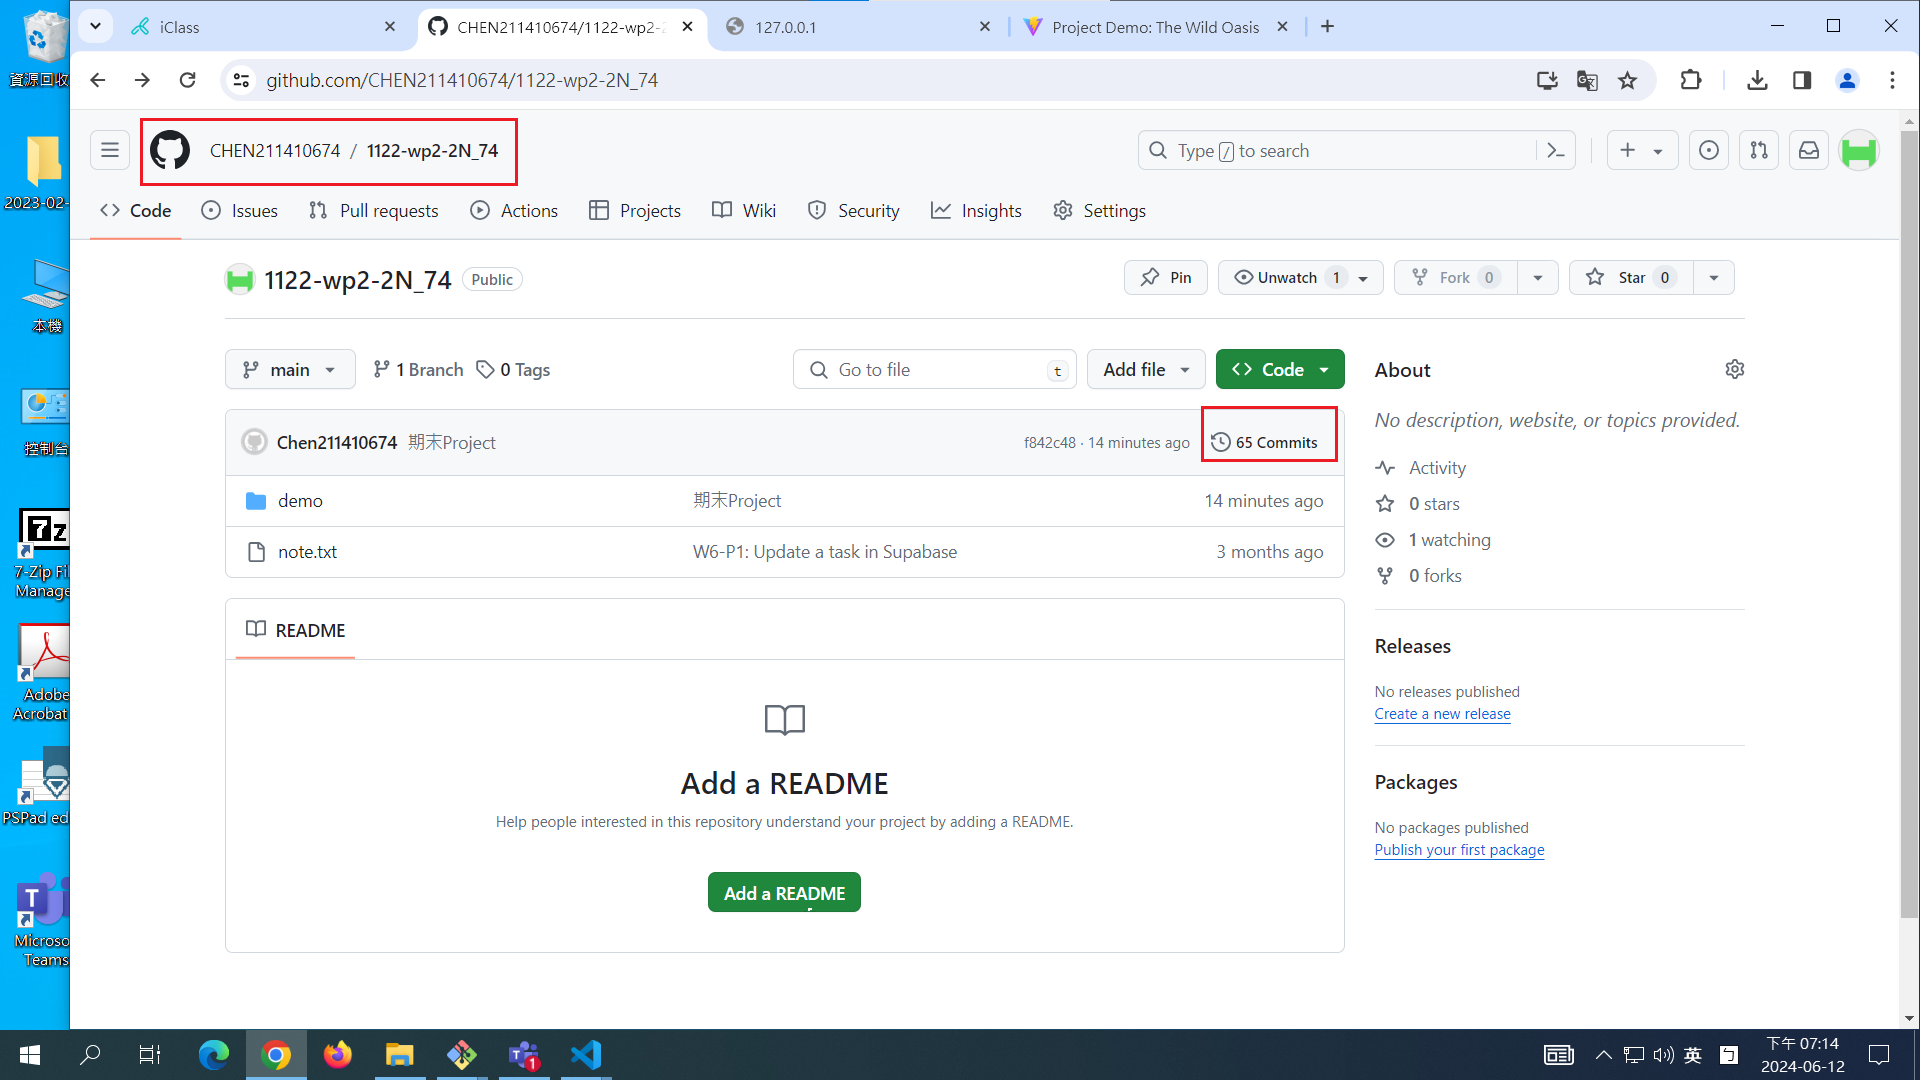 iClass
CHEN211410674/1122-wp2-2
127.0.0.1
Project Demo: The Wild Oasis
github.com/CHEN211410674/1122-wp2-2N_74
CHEN211410674 / 1122-wp2-2N_74
Type / to search
Code
Issues
Pull requests
Actions
Projects
Wiki
Security
Insights
Settings
1122-wp2-2N_74
Public
Pin
Unwatch 1
Fork 0
Star 0
main
1 Branch
0 Tags
Go to file
t
Add file
Code
Chen211410674 期末Project
f842c48 · 14 minutes ago
65 Commits
demo
期末Project
14 minutes ago
note.txt
W6-P1: Update a task in Supabase
3 months ago
README
Add a README
Help people interested in this repository understand your project by adding a README.
Add a README
About
No description, website, or topics provided.
Activity
0 stars
1 watching
0 forks
Releases
No releases published
Create a new release
Packages
No packages published
Publish your first package
資源回收
2023-02-
本機
控制台
7z
7-Zip Fi
Manage
Adobe
Acrobat
PSPad ed
T
Microso
Teams
T
1
英
ㄅ
下午 07:14
2024-06-12